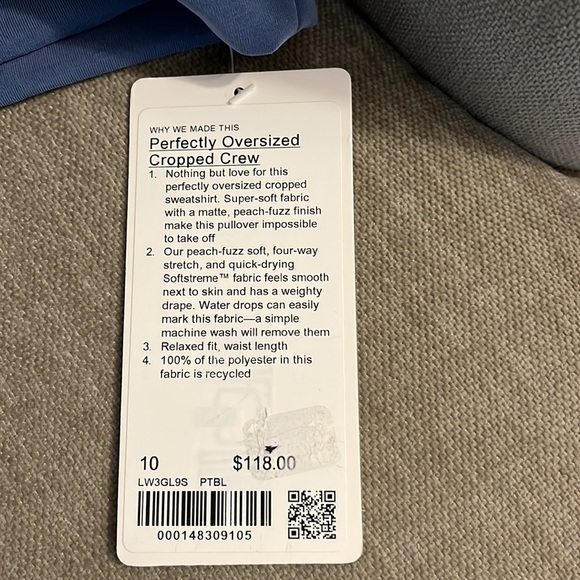 WHY WE MADE THIS
Perfectly Oversized
Cropped Crew
1. Nothing but love for this
perfectly oversized cropped
sweatshirt. Super-soft fabric
with a matte, peach-fuzz finish
make this pullover impossible
to take off
2. Our peach-fuzz soft, four-way
stretch, and quick-drying
Softstreme™ fabric feels smooth
next to skin and has a weighty
drape. Water drops can easily
mark this fabric—a simple
machine wash will remove them
3. Relaxed fit, waist length
4. 100% of the polyester in this
fabric is recycled
10 $118.00
LW3GL9S PTBL
000148309105